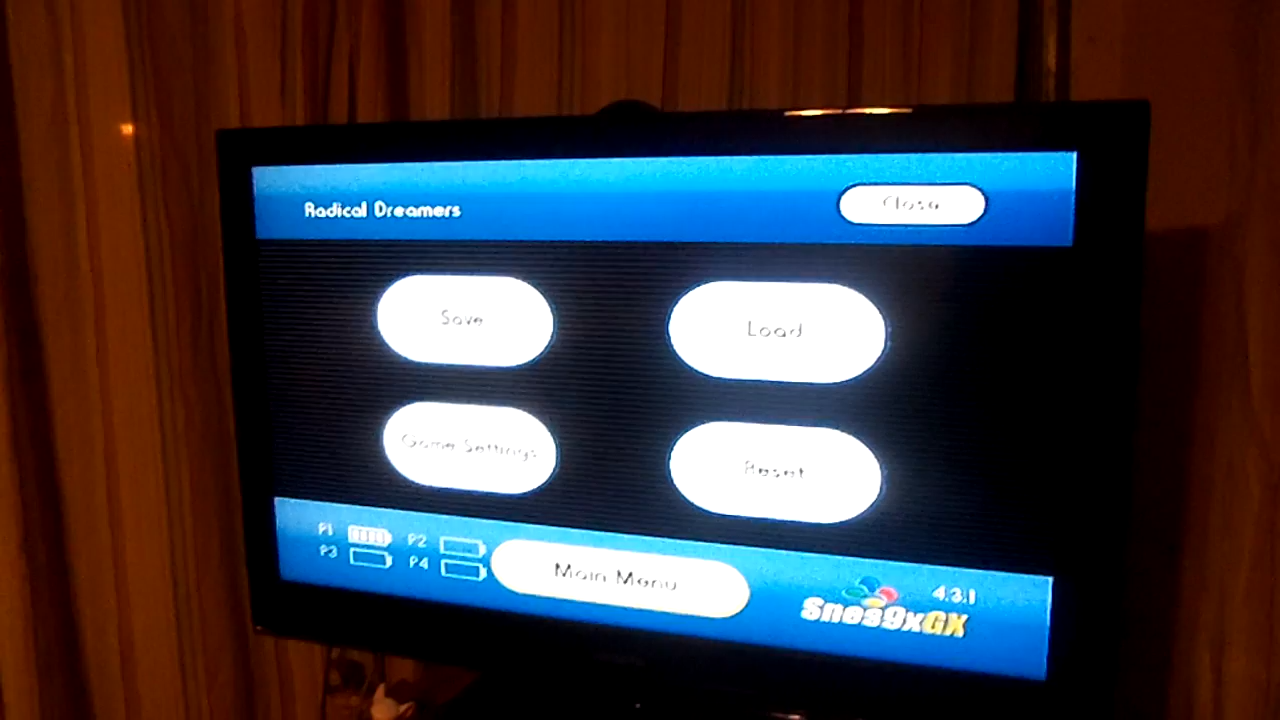 Radical Dreamers
Close
Save
Load
Game Settings
Reset
P1
P2
P3
P4
Main Menu
4.3.1
Snes9xGX